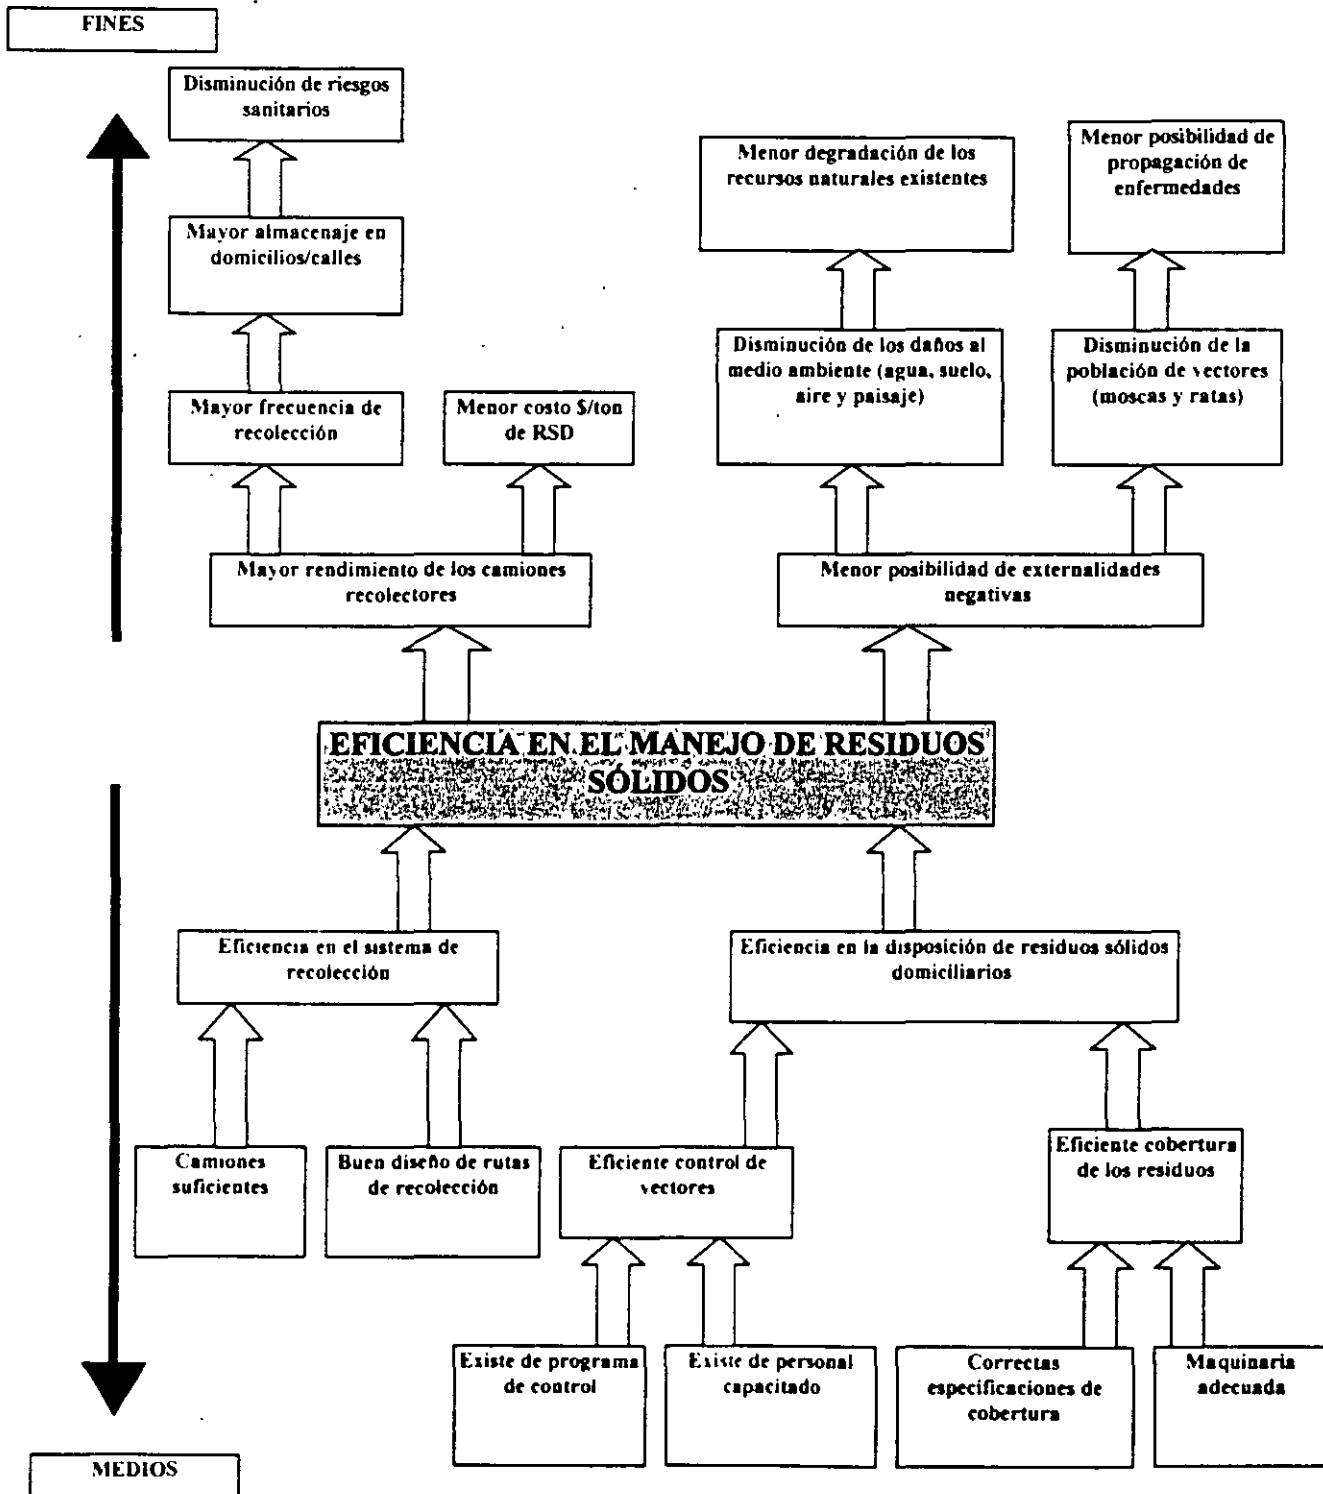 FINES
Disminución de riesgos
sanitarios
Menor degradación de los
recursos naturales existentes
Menor posibilidad de
propagación de
enfermedades
Mayor almacenaje en
domicilios/calles
Disminución de los daños al
medio ambiente (agua, suelo,
aire y paisaje)
Disminución de la
población de vectores
(moscas y ratas)
Mayor frecuencia de
recolección
Menor costo $/ton
de RSD
Mayor rendimiento de los camiones
recolectores
Menor posibilidad de externalidades
negativas
EFICIENCIA EN EL MANEJO DE RESIDUOS
SÓLIDOS
Eficiencia en el sistema de
recolección
Eficiencia en la disposición de residuos sólidos
domiciliarios
Camiones
suficientes
Buen diseño de rutas
de recolección
Eficiente control de
vectores
Eficiente cobertura
de los residuos
Existe de programa
de control
Existe de personal
capacitado
Correctas
especificaciones de
cobertura
Maquinaria
adecuada
MEDIOS